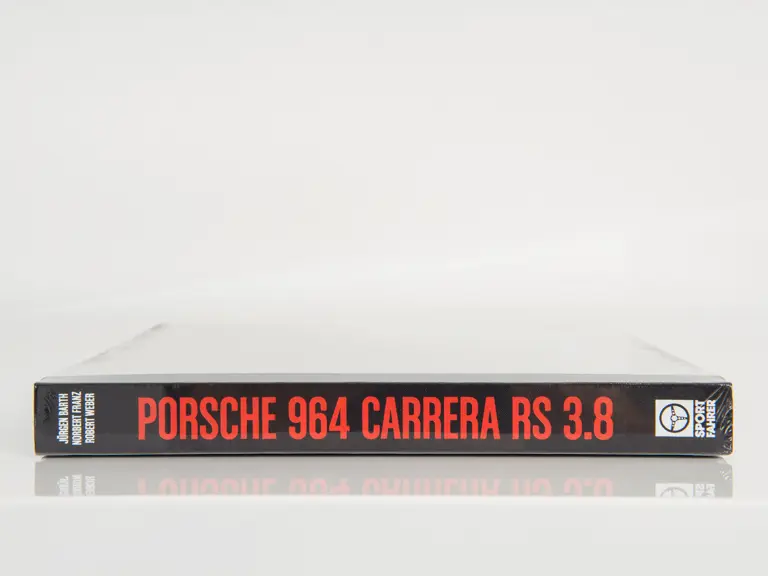 JÜRGEN BARTH
NORBERT FRANZ
ROBERT WEBER
PORSCHE 964 CARRERA RS 3.8
SPORT
FAHRER